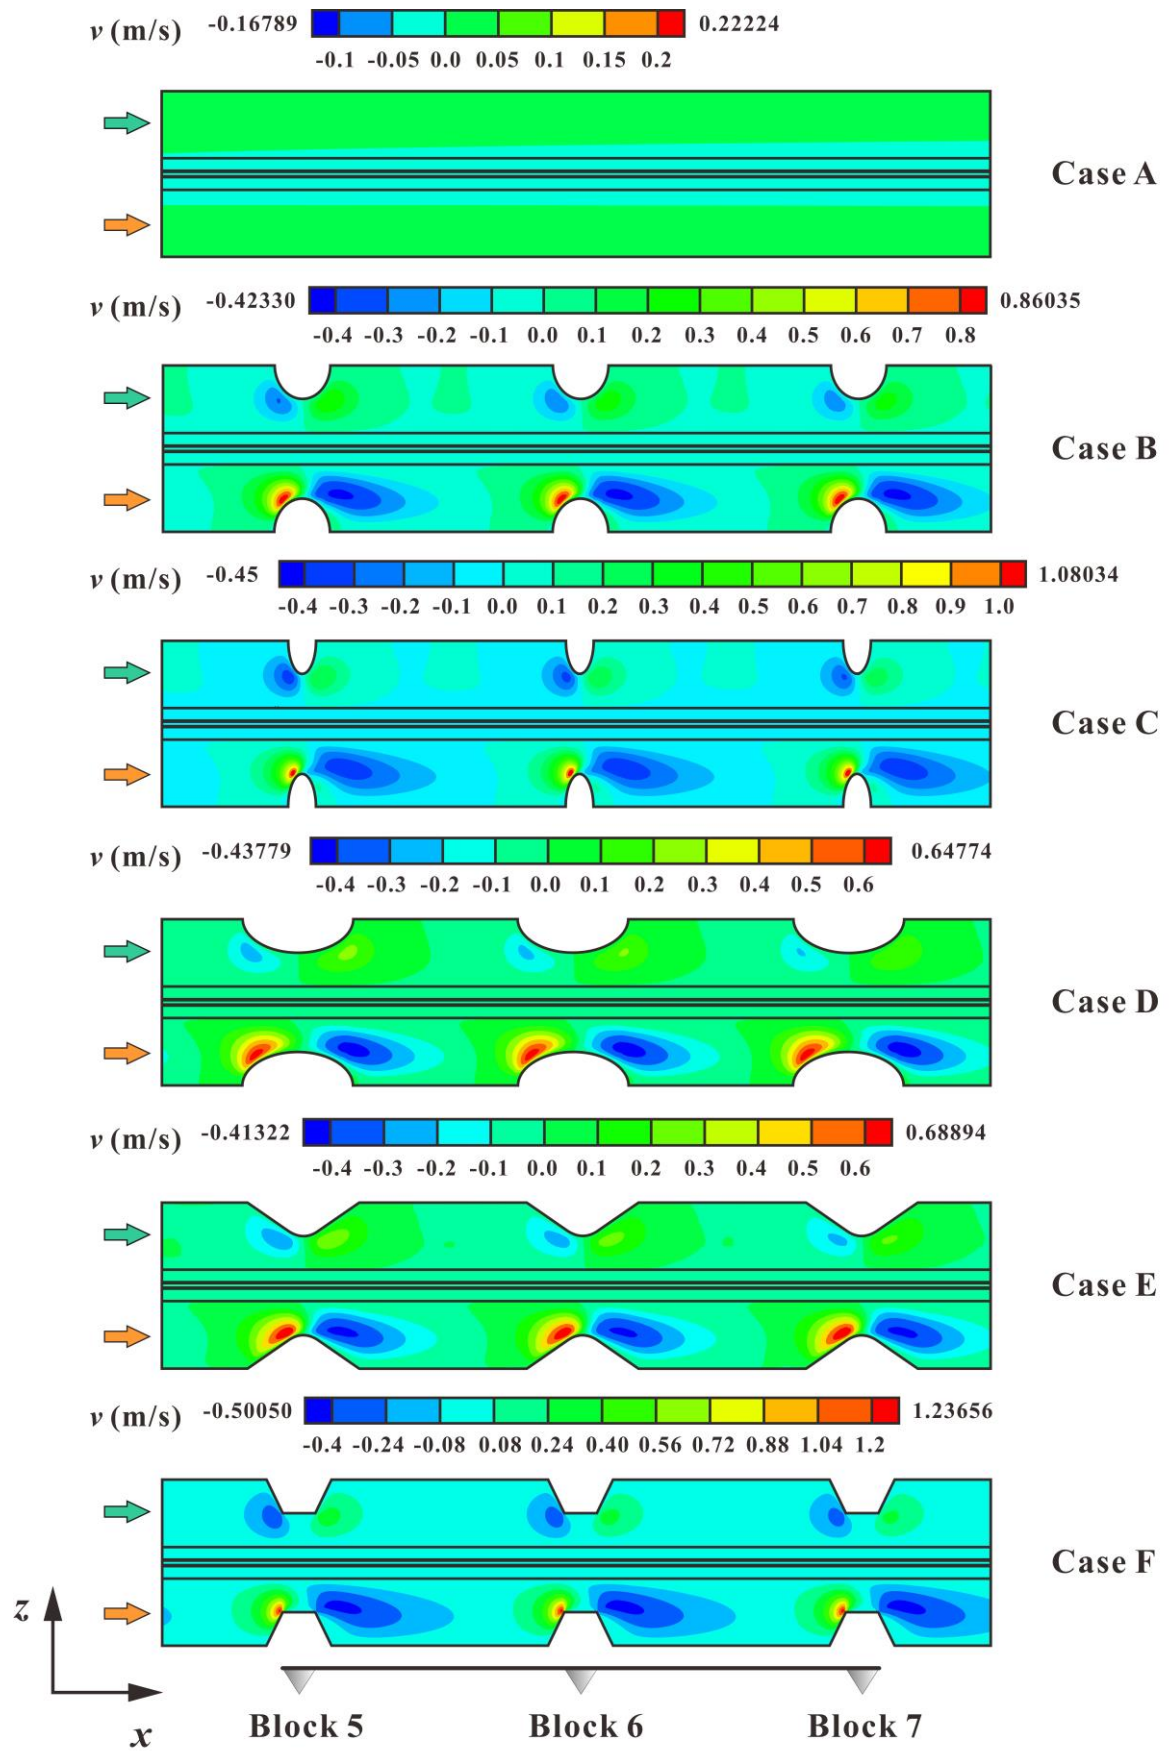 v (m/s) -0.16789 0.22224
-0.1 -0.05 0.0 0.05 0.1 0.15 0.2
Case A
v (m/s) -0.42330 0.86035
-0.4 -0.3 -0.2 -0.1 0.0 0.1 0.2 0.3 0.4 0.5 0.6 0.7 0.8
Case B
v (m/s) -0.45 1.08034
-0.4 -0.3 -0.2 -0.1 0.0 0.1 0.2 0.3 0.4 0.5 0.6 0.7 0.8 0.9 1.0
Case C
v (m/s) -0.43779 0.64774
-0.4 -0.3 -0.2 -0.1 0.0 0.1 0.2 0.3 0.4 0.5 0.6
Case D
v (m/s) -0.41322 0.68894
-0.4 -0.3 -0.2 -0.1 0.0 0.1 0.2 0.3 0.4 0.5 0.6
Case E
v (m/s) -0.50050 1.23656
-0.4 -0.24 -0.08 0.08 0.24 0.40 0.56 0.72 0.88 1.04 1.2
Case F
z
x
Block 5 Block 6 Block 7